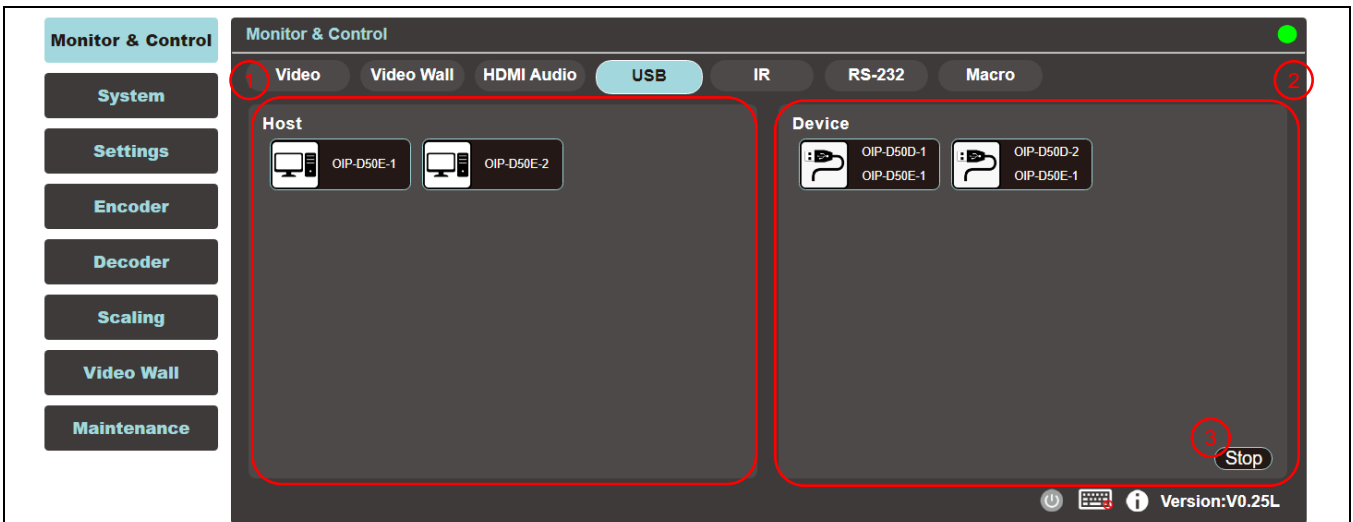 Monitor & Control
System
Settings
Encoder
Decoder
Scaling
Video Wall
Maintenance
Monitor & Control
1 Video Video Wall HDMI Audio USB IR RS-232 Macro 2
Host
OIP-D50E-1 OIP-D50E-2
Device
OIP-D50D-1
OIP-D50E-1
OIP-D50D-2
OIP-D50E-1
3
Stop
Version:V0.25L